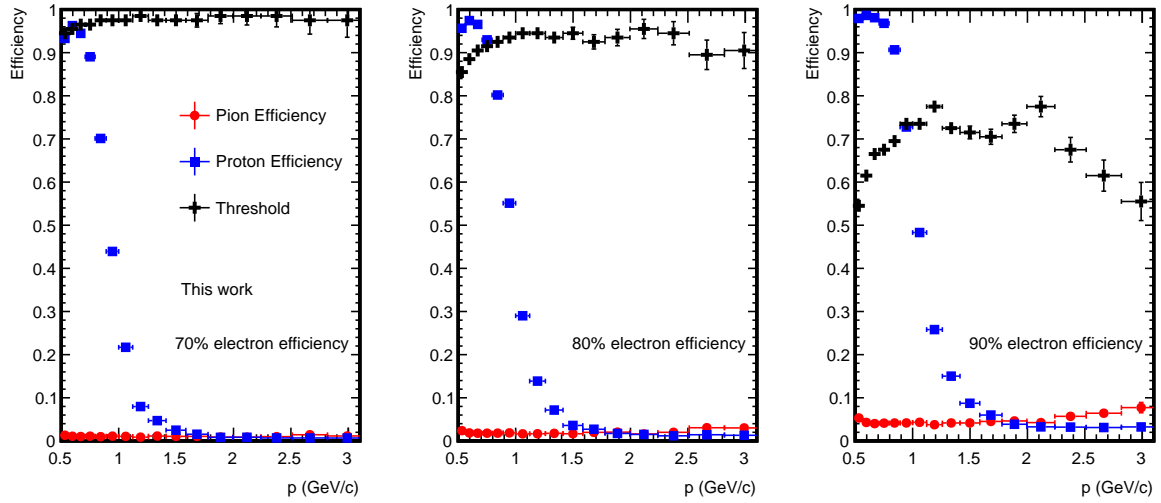 Efficiency
1
0.9
0.8
0.7
0.6
0.5
0.4
0.3
0.2
0.1
0
Pion Efficiency
Proton Efficiency
Threshold
This work
70% electron efficiency
0.5 1 1.5 2 2.5 3
p (GeV/c)
Efficiency
1
0.9
0.8
0.7
0.6
0.5
0.4
0.3
0.2
0.1
0
80% electron efficiency
0.5 1 1.5 2 2.5 3
p (GeV/c)
Efficiency
1
0.9
0.8
0.7
0.6
0.5
0.4
0.3
0.2
0.1
0
90% electron efficiency
0.5 1 1.5 2 2.5 3
p (GeV/c)